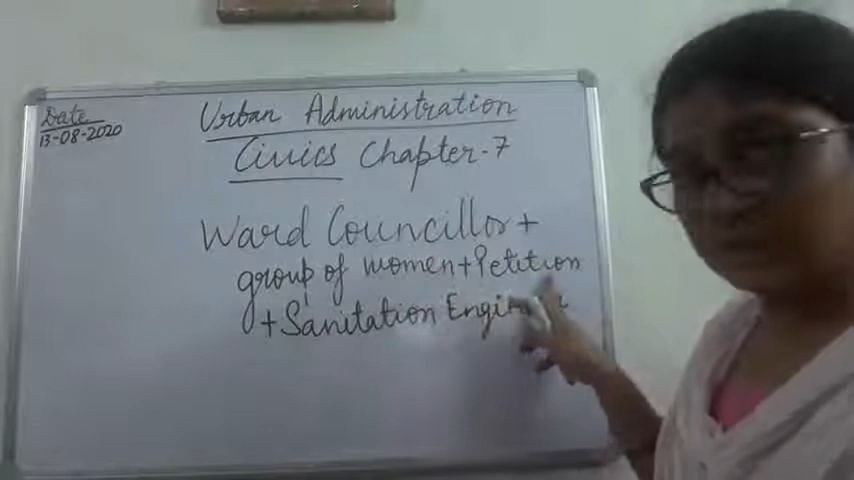 Date
13-08-2020
Urban Administration
Civics Chapter-7
Ward Councillor +
group of women + Petition
+ Sanitation